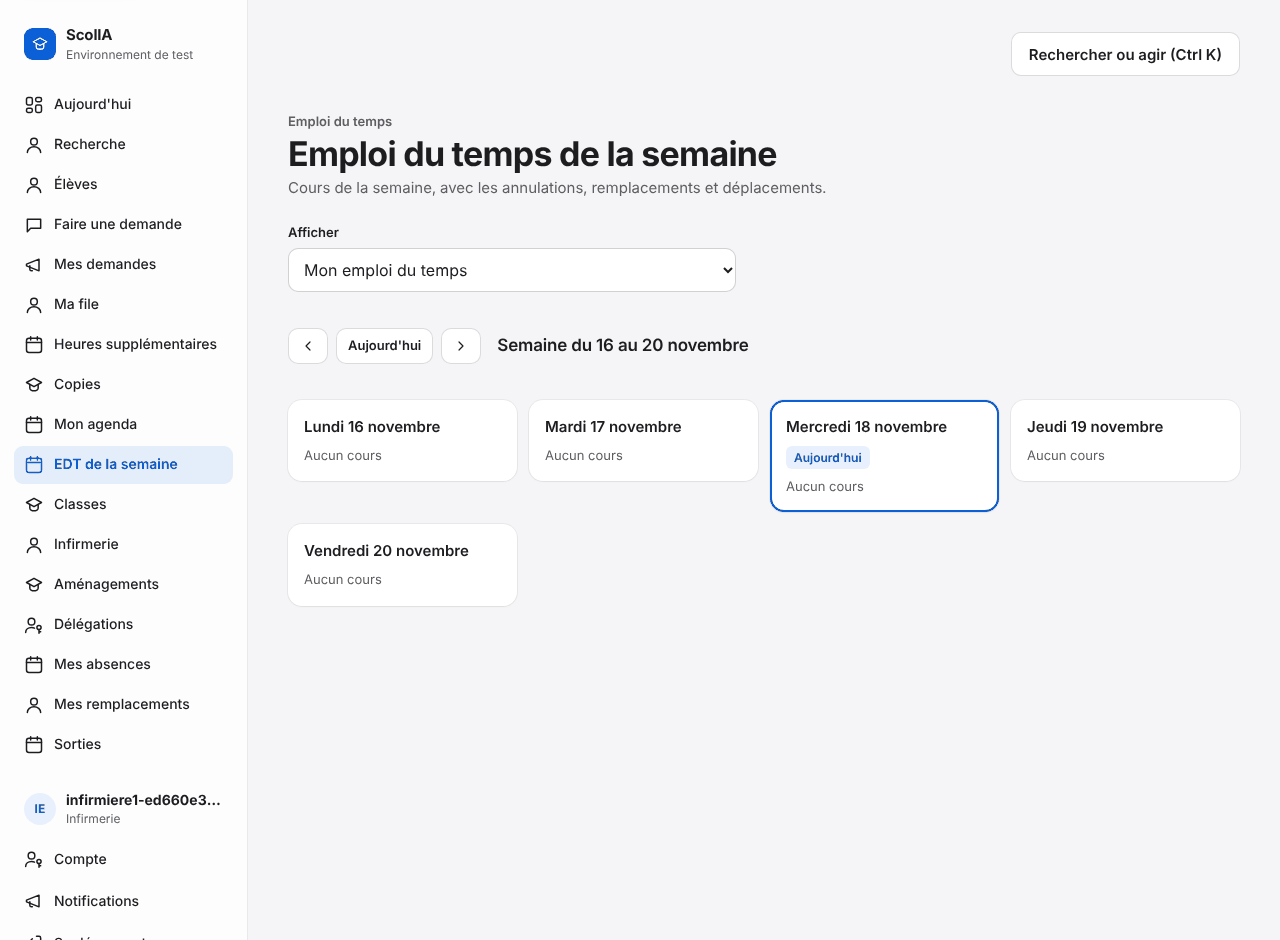 ScolIA
Environnement de test
Aujourd'hui
Recherche
Élèves
Faire une demande
Mes demandes
Ma file
Heures supplémentaires
Copies
Mon agenda
EDT de la semaine
Classes
Infirmerie
Aménagements
Délégations
Mes absences
Mes remplacements
Sorties
IE
infirmiere1-ed660e3...
Infirmerie
Compte
Notifications
Rechercher ou agir (Ctrl K)
Emploi du temps
Emploi du temps de la semaine
Cours de la semaine, avec les annulations, remplacements et déplacements.
Afficher
Mon emploi du temps
Aujourd'hui
Semaine du 16 au 20 novembre
Lundi 16 novembre
Aucun cours
Mardi 17 novembre
Aucun cours
Mercredi 18 novembre
Aujourd'hui
Aucun cours
Jeudi 19 novembre
Aucun cours
Vendredi 20 novembre
Aucun cours